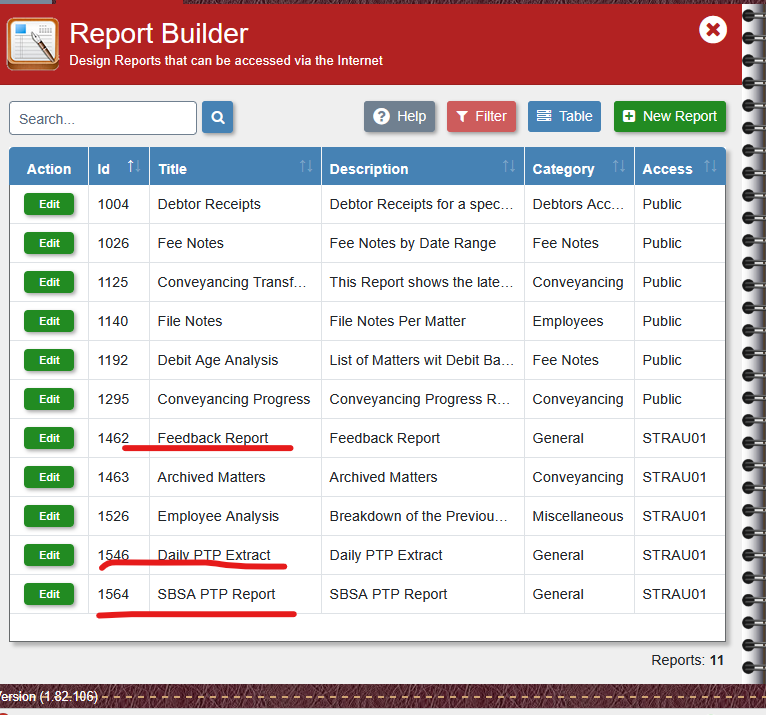 Report Builder
Design Reports that can be accessed via the Internet
Search... Help Filter Table New Report
Action Id Title Description Category Access
Edit 1004 Debtor Receipts Debtor Receipts for a spec... Debtors Acc... Public
Edit 1026 Fee Notes Fee Notes by Date Range Fee Notes Public
Edit 1125 Conveyancing Transf... This Report shows the late... Conveyancing Public
Edit 1140 File Notes File Notes Per Matter Employees Public
Edit 1192 Debit Age Analysis List of Matters wit Debit Ba... Fee Notes Public
Edit 1295 Conveyancing Progress Conveyancing Progress R... Conveyancing Public
Edit 1462 Feedback Report Feedback Report General STRAU01
Edit 1463 Archived Matters Archived Matters Conveyancing STRAU01
Edit 1526 Employee Analysis Breakdown of the Previou... Miscellaneous STRAU01
Edit 1546 Daily PTP Extract Daily PTP Extract General STRAU01
Edit 1564 SBSA PTP Report SBSA PTP Report General STRAU01
Reports: 11
ersion (1.82.106)